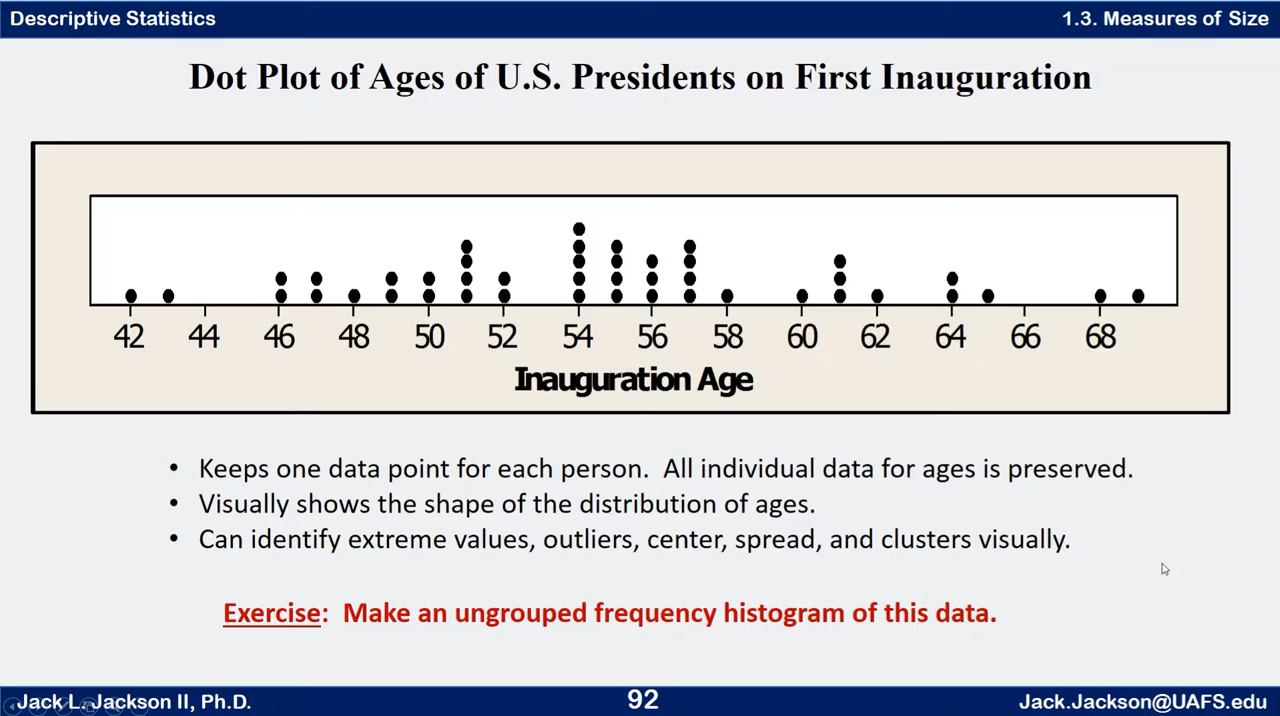 Descriptive Statistics
1.3. Measures of Size
Dot Plot of Ages of U.S. Presidents on First Inauguration
42 44 46 48 50 52 54 56 58 60 62 64 66 68
Inauguration Age
• Keeps one data point for each person. All individual data for ages is preserved.
• Visually shows the shape of the distribution of ages.
• Can identify extreme values, outliers, center, spread, and clusters visually.
Exercise: Make an ungrouped frequency histogram of this data.
Jack L. Jackson II, Ph.D.
92
Jack.Jackson@UAFS.edu